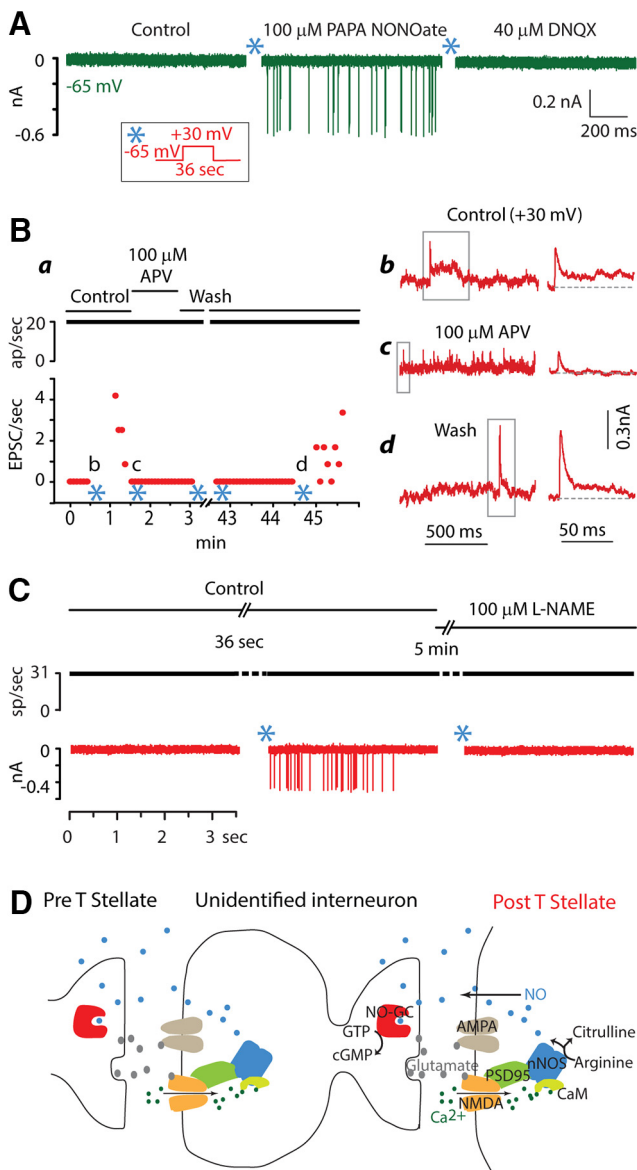 A
Control
100 μM PAPA NONOate
40 μM DNQX
0
-65 mV
nA
-0.6
0.2 nA
200 ms
+30 mV
-65 mV
36 sec
B
a
100 μM
APV
Control
Wash
20
ap/sec
0
4
EPSC/sec
2
0
b
c
d
0 1 2 3 43 44 45
min
Control (+30 mV)
b
100 μM APV
c
0.3nA
Wash
d
500 ms
50 ms
C
Control
100 μM L-NAME
36 sec
5 min
31
sp/sec
0
0
nA
-0.4
0 1 2 3 sec
D
Pre T Stellate
Unidentified interneuron
Post T Stellate
NO
NO-GC
GTP
cGMP
AMPA
Glutamate
Citrulline
nNOS
Arginine
PSD95
NMDA
CaM
Ca2+